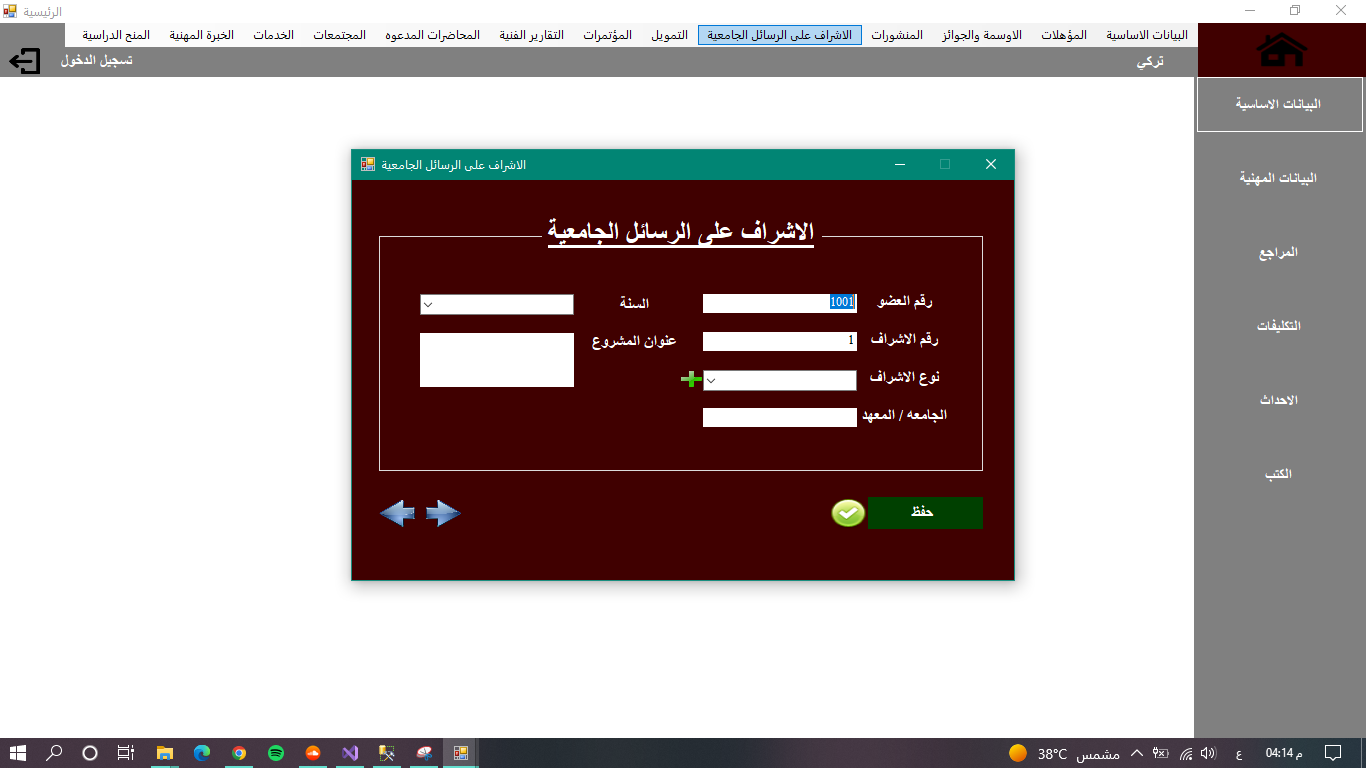 الرئيسية
البيانات الاساسية
المؤهلات
الاوسمة والجوائز
المنشورات
الاشراف على الرسائل الجامعية
التمويل
المؤتمرات
التقارير الفنية
المحاضرات المدعوه
المجتمعات
الخدمات
الخبرة المهنية
المنح الدراسية
تركي
تسجيل الدخول
البيانات الاساسية
البيانات المهنية
المراجع
التكليفات
الاحداث
الكتب
الاشراف على الرسائل الجامعية
الاشراف على الرسائل الجامعية
رقم العضو
1001
السنة
رقم الاشراف
1
عنوان المشروع
نوع الاشراف
الجامعه / المعهد
حفظ
38°C مشمس
ع
04:14 م